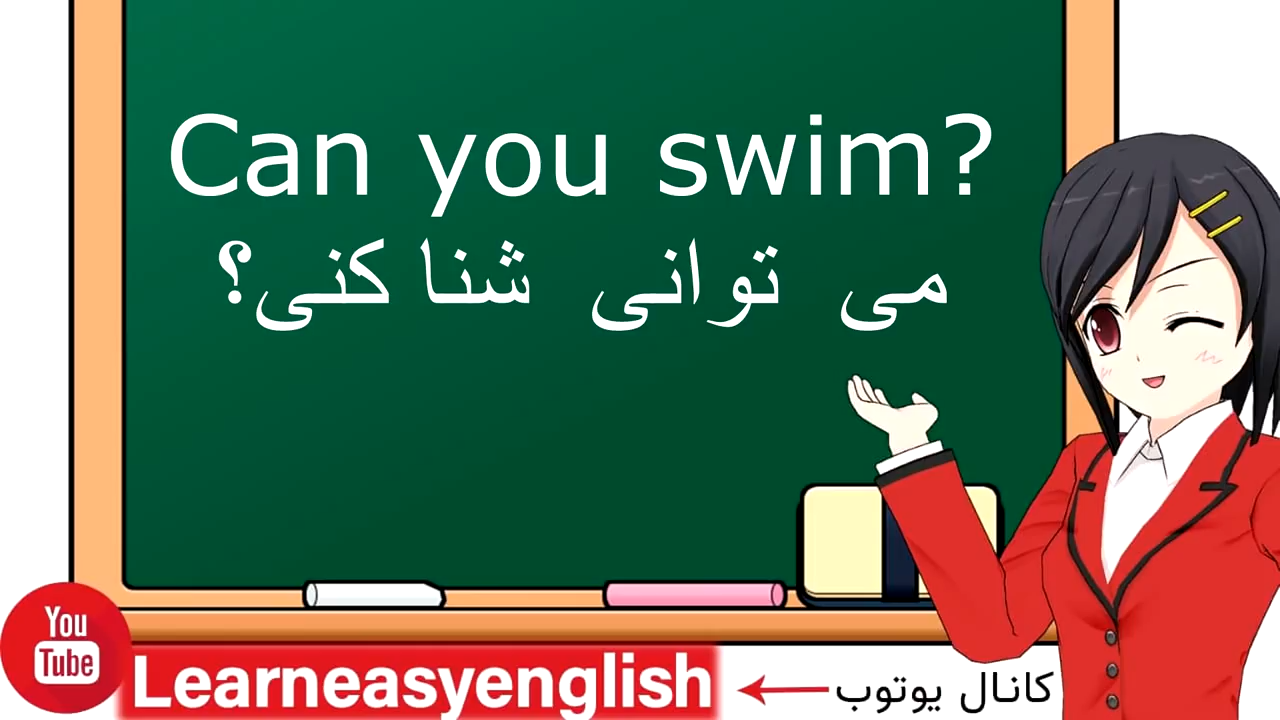 Can you swim?
می توانی شنا کنی؟
You
Tube
Learneasyenglish
کانال یوتوب